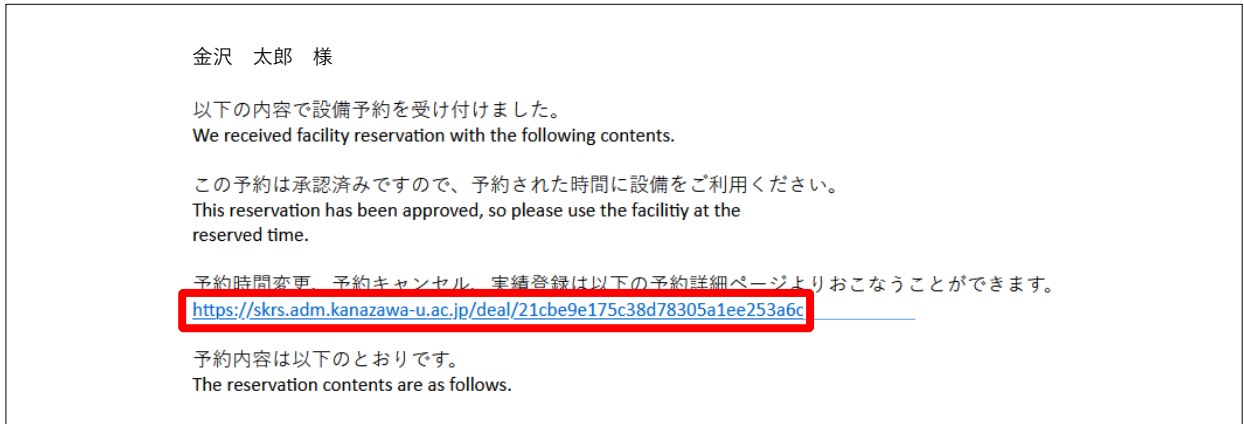 金沢　太郎　様
以下の内容で設備予約を受け付けました。
We received facility reservation with the following contents.
この予約は承認済みですので、予約された時間に設備をご利用ください。
This reservation has been approved, so please use the facilitiy at the
reserved time.
予約時間変更、予約キャンセル、実績登録は以下の予約詳細ページよりおこなうことができます。
https://skrs.adm.kanazawa-u.ac.jp/deal/21cbe9e175c38d78305a1ee253a6c
予約内容は以下のとおりです。
The reservation contents are as follows.